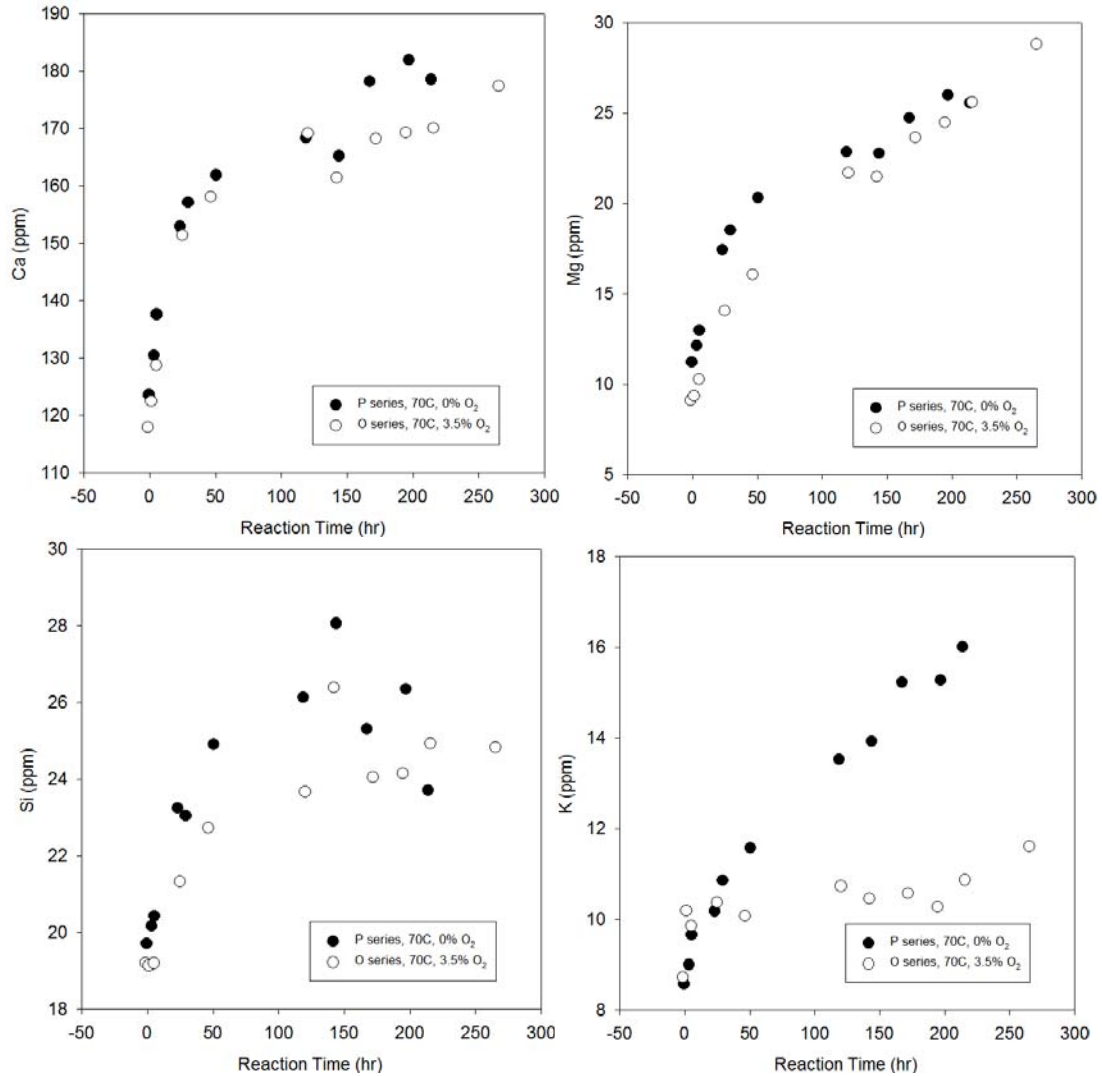 190
180
170
160
150
140
130
120
110
Ca (ppm)
P series, 70C, 0% O2
O series, 70C, 3.5% O2
-50 0 50 100 150 200 250 300
Reaction Time (hr)
30
25
20
15
10
5
Mg (ppm)
P series, 70C, 0% O2
O series, 70C, 3.5% O2
-50 0 50 100 150 200 250 300
Reaction Time (hr)
30
28
26
24
22
20
18
Si (ppm)
P series, 70C, 0% O2
O series, 70C, 3.5% O2
-50 0 50 100 150 200 250 300
Reaction Time (hr)
18
16
14
12
10
8
K (ppm)
P series, 70C, 0% O2
O series, 70C, 3.5% O2
-50 0 50 100 150 200 250 300
Reaction Time (hr)